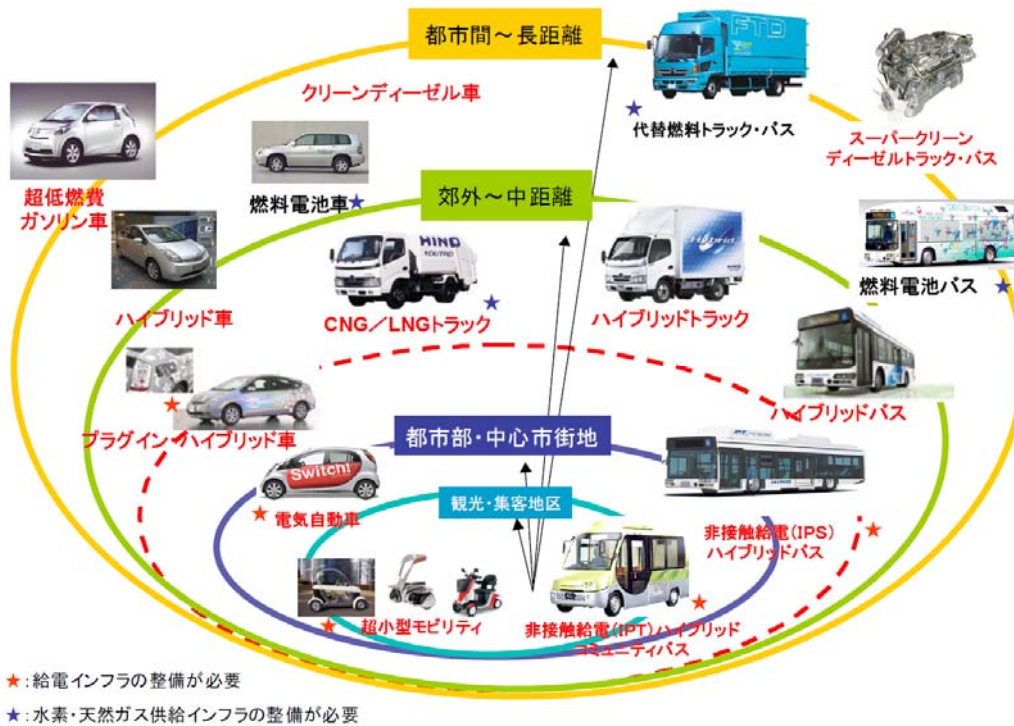 都市間～長距離
クリーンディーゼル車
FTD
★
代替燃料トラック・バス
スーパークリーン
ディーゼルトラック・バス
超低燃費
ガソリン車
燃料電池車★
郊外～中距離
HINO
Hybrid
燃料電池バス
★
ハイブリッド車
CNG／LNGトラック
★
ハイブリッドトラック
ハイブリッドバス
★
プラグイン・ハイブリッド車
都市部・中心市街地
Switch!
★電気自動車
観光・集客地区
非接触給電(IPS)
ハイブリッドバス
★
★
超小型モビリティ
非接触給電(IPT)ハイブリッド
コミュニティバス
★
★：給電インフラの整備が必要
★：水素・天然ガス供給インフラの整備が必要